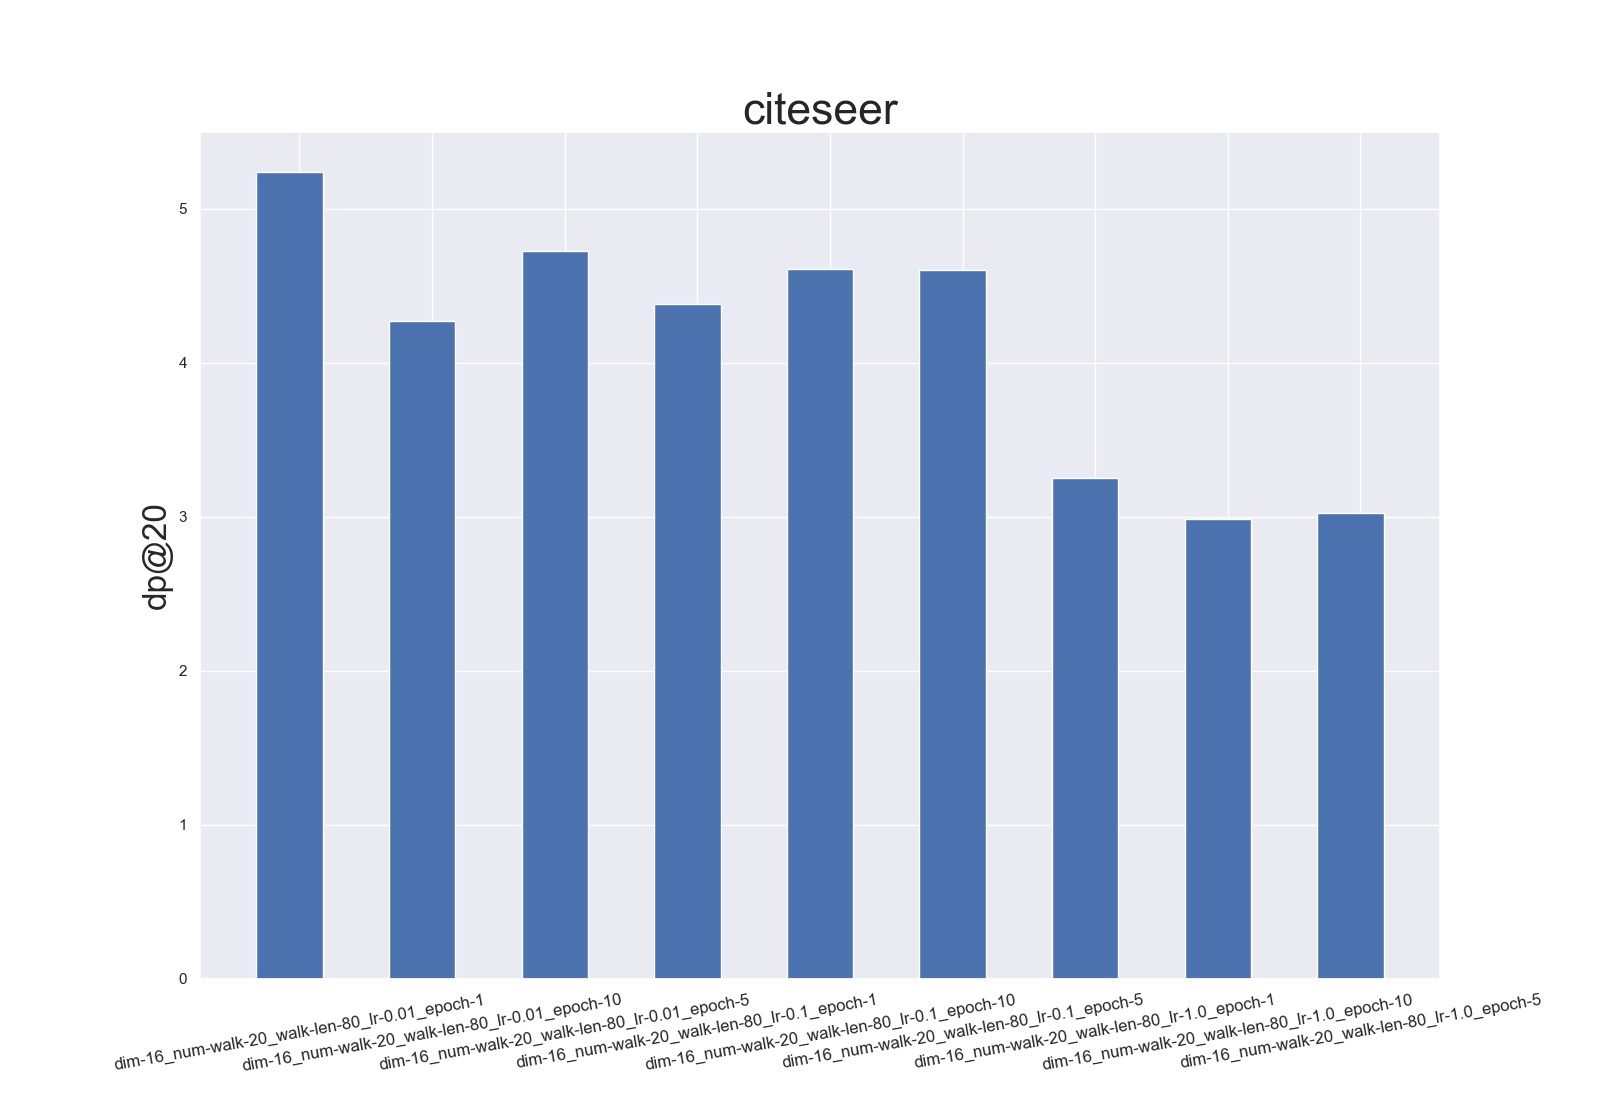 citeseer
dp@20
5
4
3
2
1
0
dim-16_num-walk-20_walk-len-80_lr-0.01_epoch-1
dim-16_num-walk-20_walk-len-80_lr-0.01_epoch-10
dim-16_num-walk-20_walk-len-80_lr-0.01_epoch-5
dim-16_num-walk-20_walk-len-80_lr-0.1_epoch-1
dim-16_num-walk-20_walk-len-80_lr-0.1_epoch-10
dim-16_num-walk-20_walk-len-80_lr-0.1_epoch-5
dim-16_num-walk-20_walk-len-80_lr-1.0_epoch-1
dim-16_num-walk-20_walk-len-80_lr-1.0_epoch-10
dim-16_num-walk-20_walk-len-80_lr-1.0_epoch-5